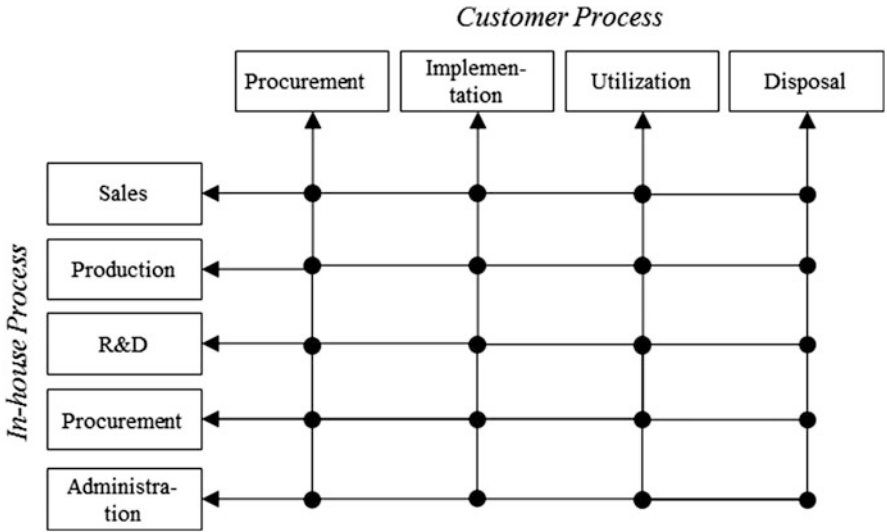 Customer Process
Procurement
Implemen-
tation
Utilization
Disposal
In-house Process
Sales
Production
R&D
Procurement
Administra-
tion